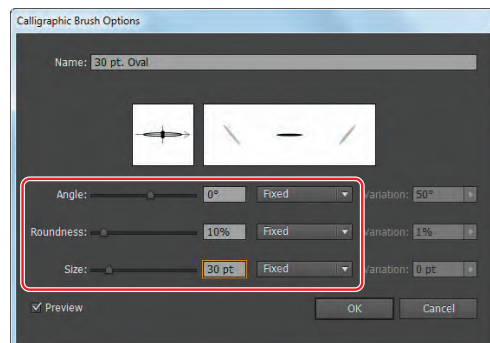 Calligraphic Brush Options
Name: 30 pt. Oval
Angle: 0° Fixed Variation: 50°
Roundness: 10% Fixed Variation: 1%
Size: 30 pt Fixed Variation: 0 pt
Preview OK Cancel